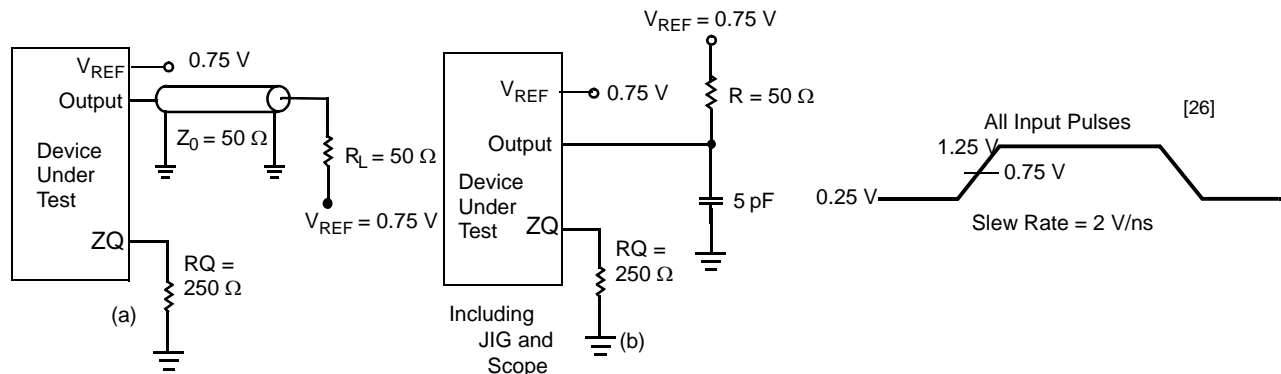 V_REF
0.75 V
Output
Z_0 = 50 Ω
Device
Under
Test
R_L = 50 Ω
V_REF = 0.75 V
ZQ
RQ =
250 Ω
(a)
V_REF = 0.75 V
R = 50 Ω
V_REF
0.75 V
Output
Device
Under
Test
5 pF
ZQ
RQ =
250 Ω
Including
JIG and
Scope
(b)
[26]
All Input Pulses
1.25 V
0.75 V
0.25 V
Slew Rate = 2 V/ns